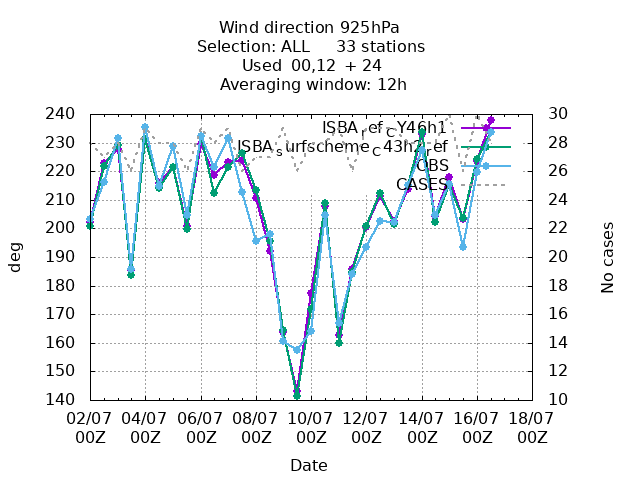 Wind direction 925hPa
Selection: ALL 33 stations
Used 00,12 + 24
Averaging window: 12h
240 230 220 210 200 190 180 170 160 150 140
deg
30 28 26 24 22 20 18 16 14 12 10
No cases
ISBA_ref_CY46h1
ISBA_surfscheme_C43h2_ref
OBS
CASES
02/07 04/07 06/07 08/07 10/07 12/07 14/07 16/07 18/07
00Z 00Z 00Z 00Z 00Z 00Z 00Z 00Z 00Z
Date